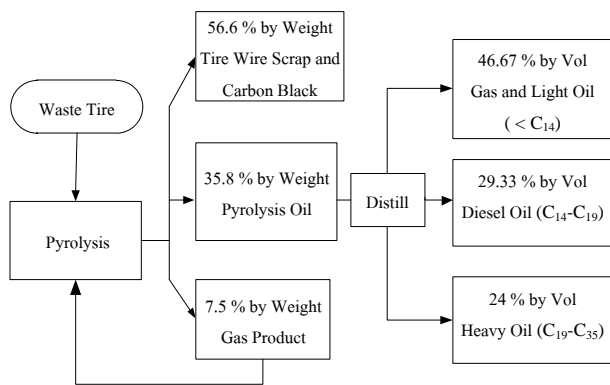 Waste Tire
Pyrolysis
56.6 % by Weight
Tire Wire Scrap and
Carbon Black
35.8 % by Weight
Pyrolysis Oil
7.5 % by Weight
Gas Product
Distill
46.67 % by Vol
Gas and Light Oil
( < C₁₄)
29.33 % by Vol
Diesel Oil (C₁₄-C₁₉)
24 % by Vol
Heavy Oil (C₁₉-C₃₅)